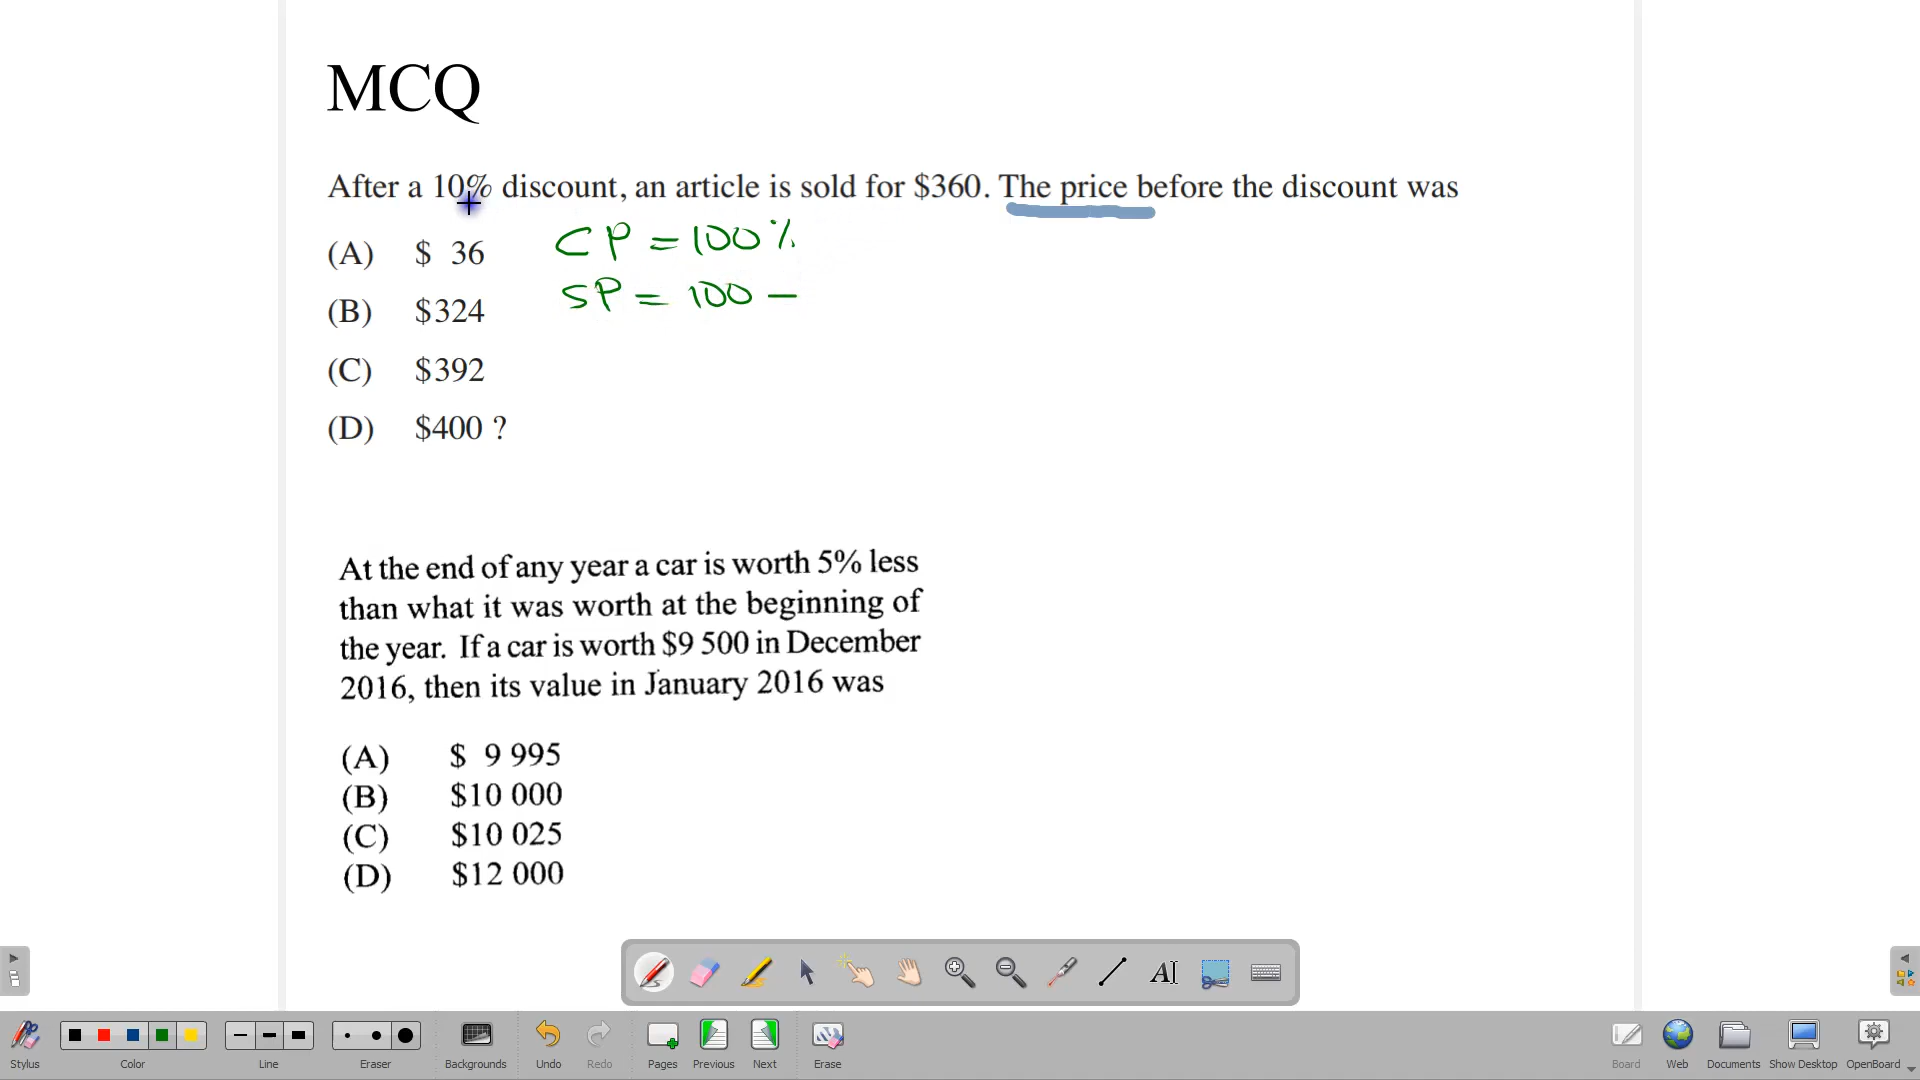 MCQ
After a 10% discount, an article is sold for $360. The price before the discount was
(A) $ 36
CP = 100%
(B) $324
SP = 100 –
(C) $392
(D) $400 ?
At the end of any year a car is worth 5% less
than what it was worth at the beginning of
the year. If a car is worth $9 500 in December
2016, then its value in January 2016 was
(A) $ 9 995
(B) $10 000
(C) $10 025
(D) $12 000
AI
Stylus Color Line Eraser Backgrounds Undo Redo Pages Previous Next Erase Board Web Documents Show Desktop OpenBoard